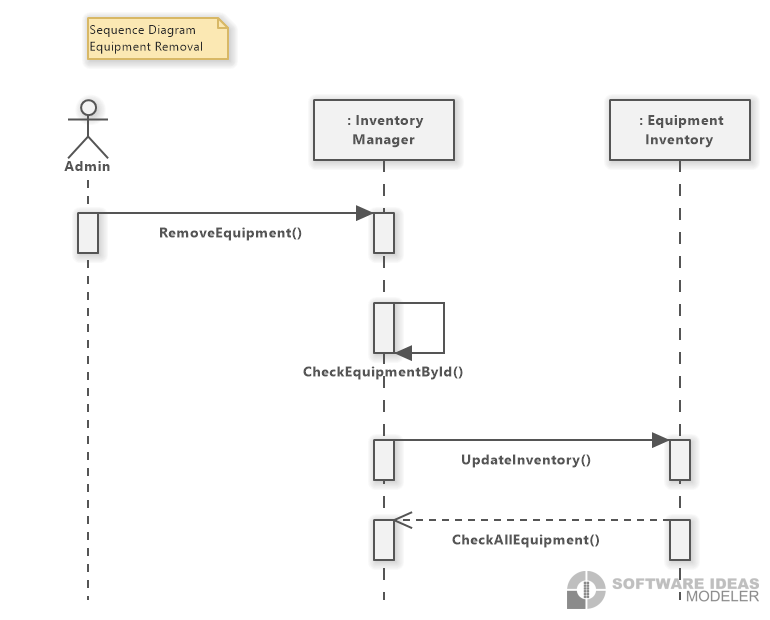 Sequence Diagram
Equipment Removal
Admin
: Inventory
Manager
: Equipment
Inventory
RemoveEquipment()
CheckEquipmentById()
UpdateInventory()
CheckAllEquipment()
SOFTWARE IDEAS
MODELER